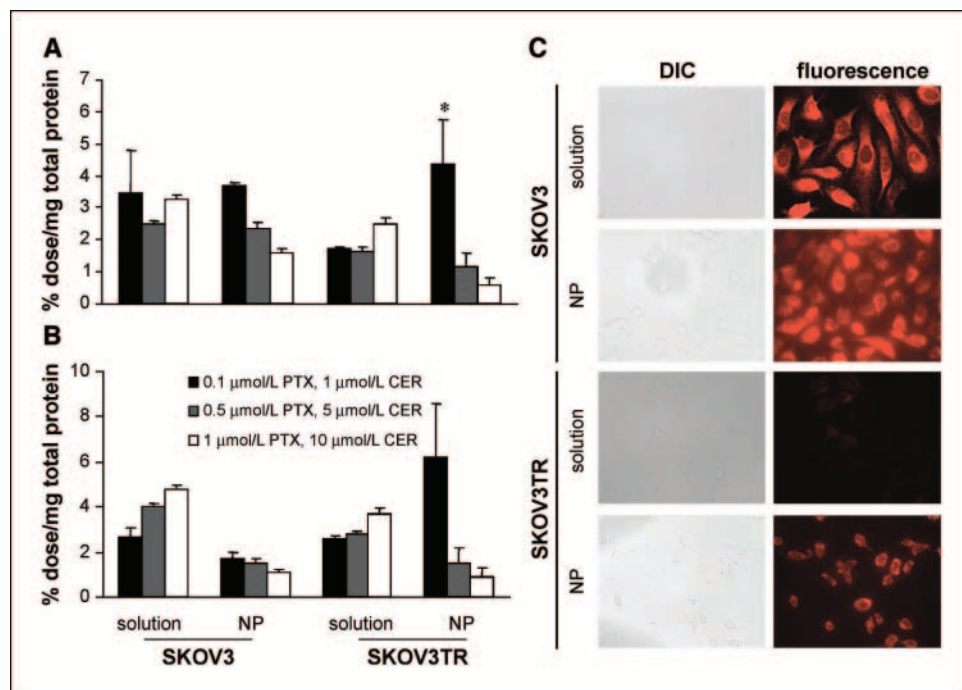 A
7
6
5
4
3
2
1
0
% dose/mg total protein
*
B
10
8
6
4
2
0
% dose/mg total protein
0.1 μmol/L PTX, 1 μmol/L CER
0.5 μmol/L PTX, 5 μmol/L CER
1 μmol/L PTX, 10 μmol/L CER
solution NP solution NP
SKOV3 SKOV3TR
C
DIC fluorescence
SKOV3
solution
NP
SKOV3TR
solution
NP